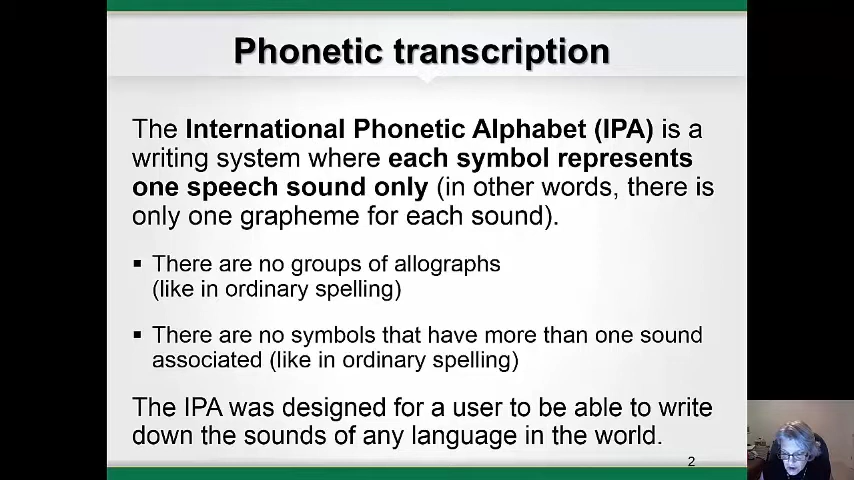 Phonetic transcription
The International Phonetic Alphabet (IPA) is a
writing system where each symbol represents
one speech sound only (in other words, there is
only one grapheme for each sound).
▪ There are no groups of allographs
(like in ordinary spelling)
▪ There are no symbols that have more than one sound
associated (like in ordinary spelling)
The IPA was designed for a user to be able to write
down the sounds of any language in the world.
2